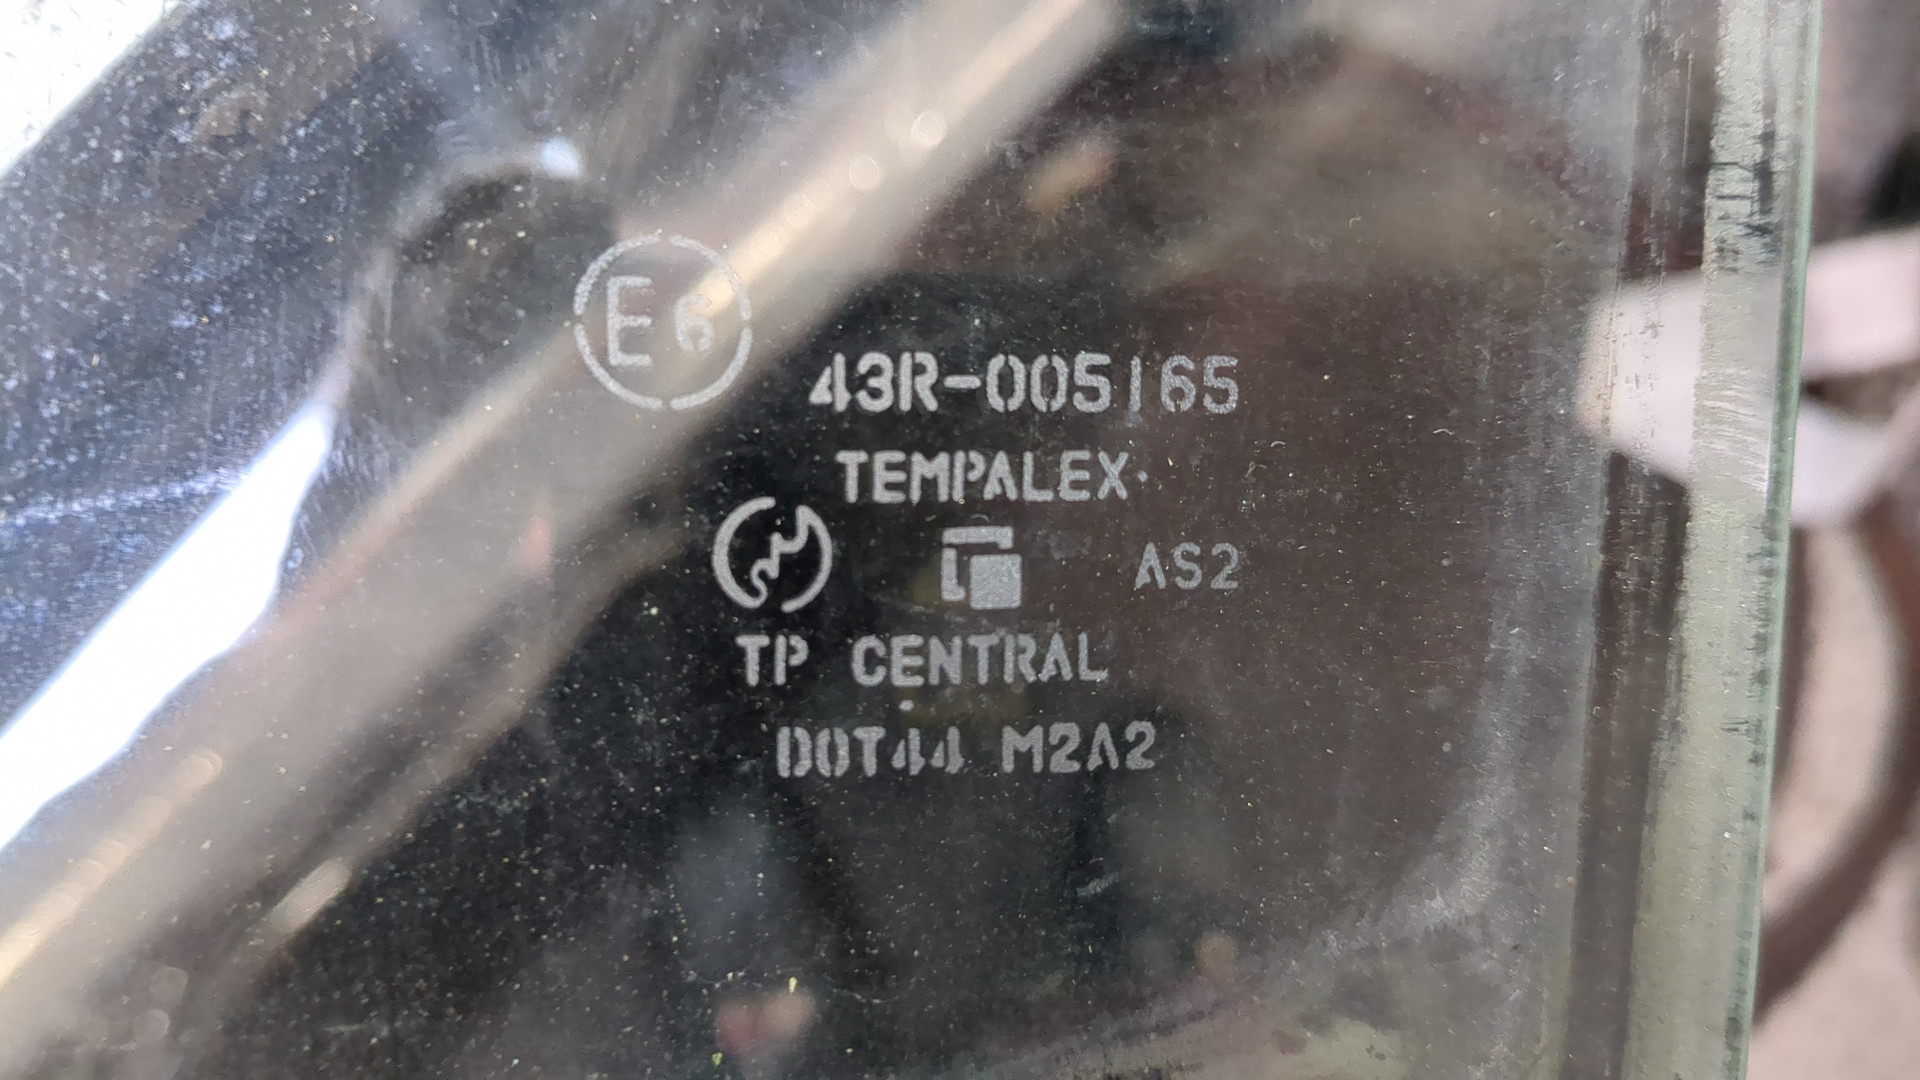 E6
43R-005165
TEMPALEX
AS2
TP CENTRAL
DOT44 M2A2